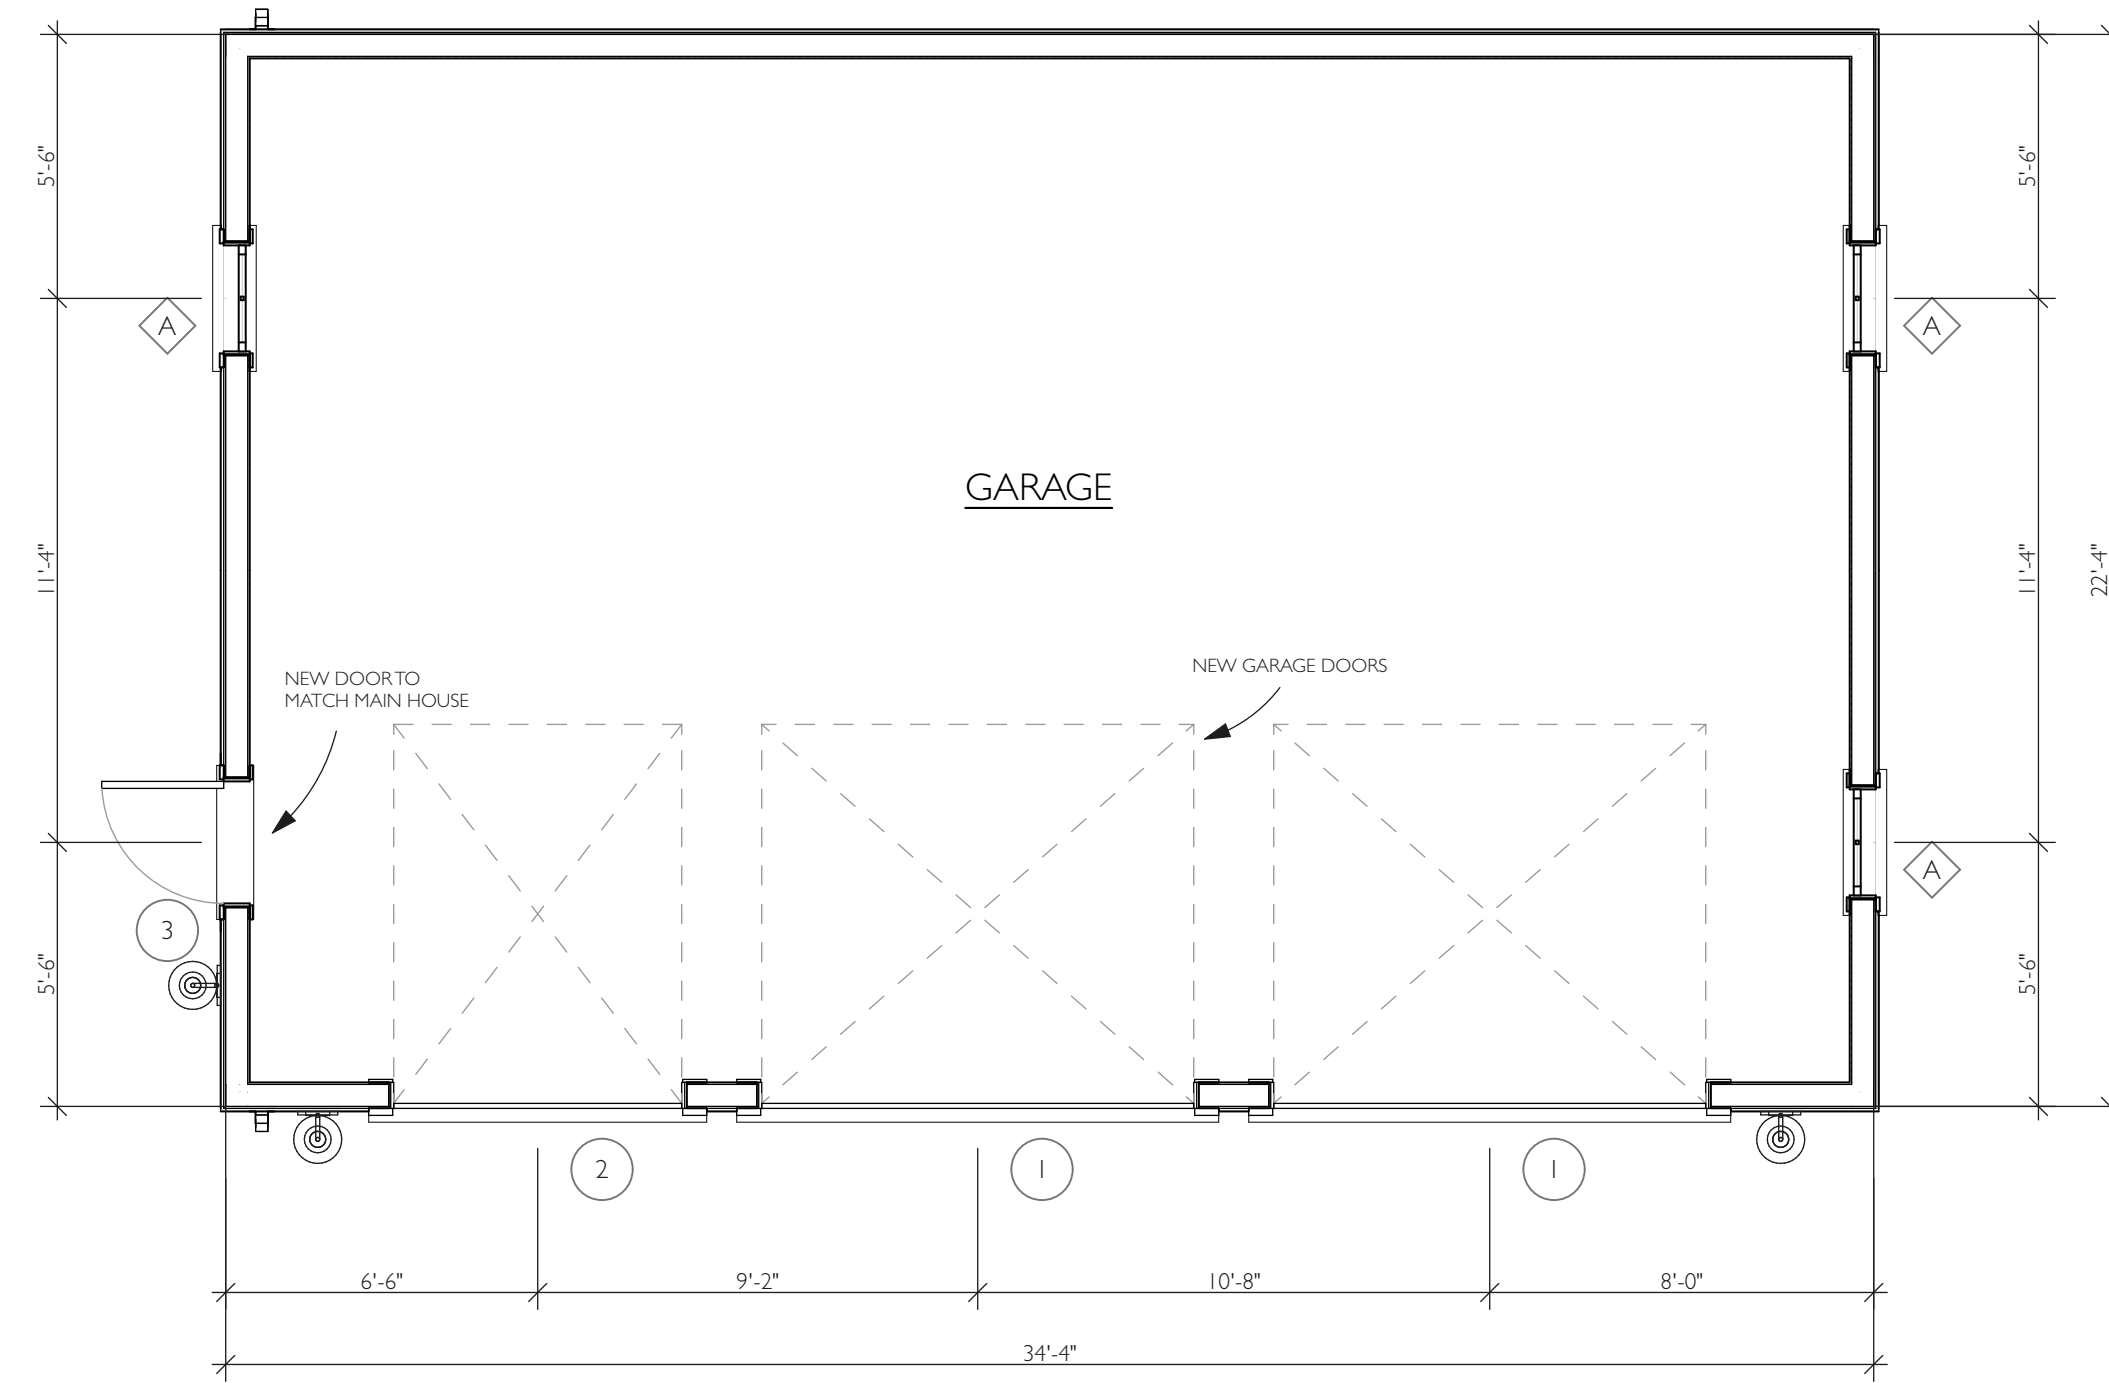 5'-6"
5'-6"
A
A
GARAGE
11'-4"
11'-4"
22'-4"
NEW DOOR TO
MATCH MAIN HOUSE
NEW GARAGE DOORS
A
3
5'-6"
5'-6"
2
1
1
6'-6"
9'-2"
10'-8"
8'-0"
34'-4"